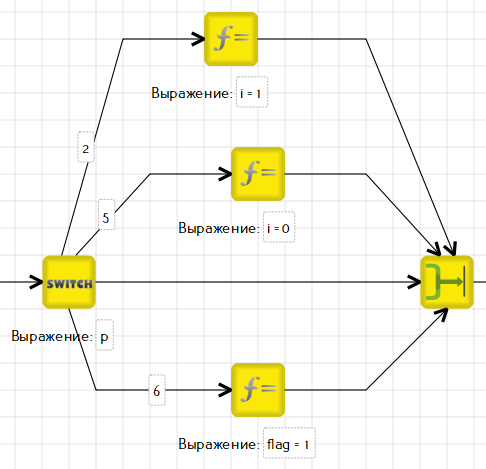 f =
Выражение: i = 1
2
f =
5
Выражение: i = 0
SWITCH
Выражение: p
6
f =
Выражение: flag = 1